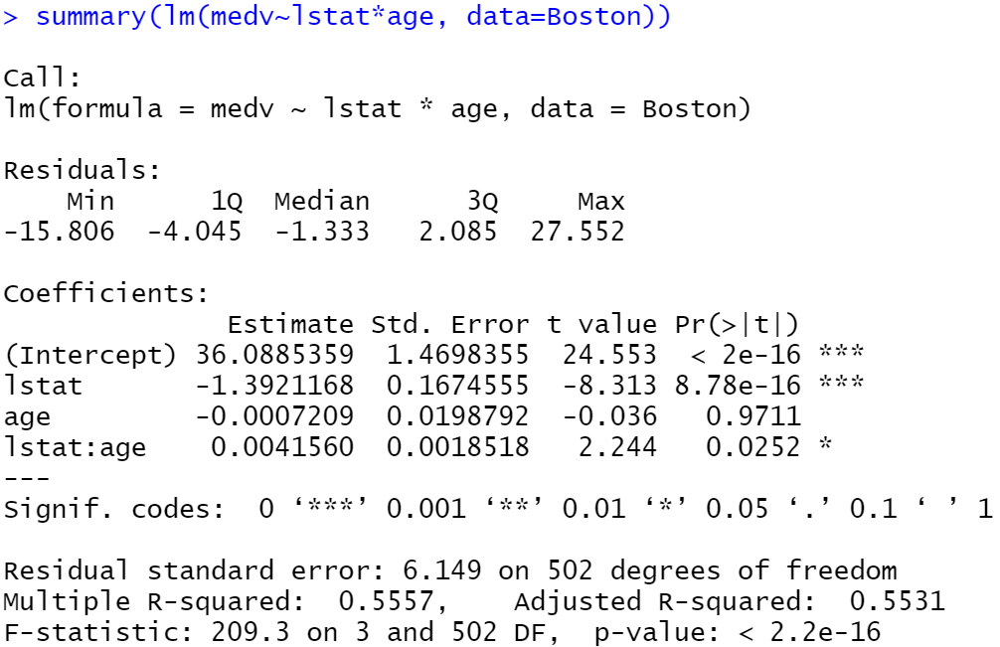 > summary(lm(medv~lstat*age, data=Boston))

Call:
lm(formula = medv ~ lstat * age, data = Boston)

Residuals:
    Min      1Q  Median      3Q     Max
-15.806  -4.045  -1.333   2.085  27.552

Coefficients:
              Estimate Std. Error t value Pr(>|t|)
(Intercept) 36.0885359  1.4698355  24.553  < 2e-16 ***
lstat       -1.3921168  0.1674555  -8.313 8.78e-16 ***
age         -0.0007209  0.0198792  -0.036   0.9711
lstat:age    0.0041560  0.0018518   2.244   0.0252 *
---
Signif. codes:  0 ‘***’ 0.001 ‘**’ 0.01 ‘*’ 0.05 ‘.’ 0.1 ‘ ’ 1

Residual standard error: 6.149 on 502 degrees of freedom
Multiple R-squared:  0.5557,    Adjusted R-squared:  0.5531
F-statistic: 209.3 on 3 and 502 DF,  p-value: < 2.2e-16